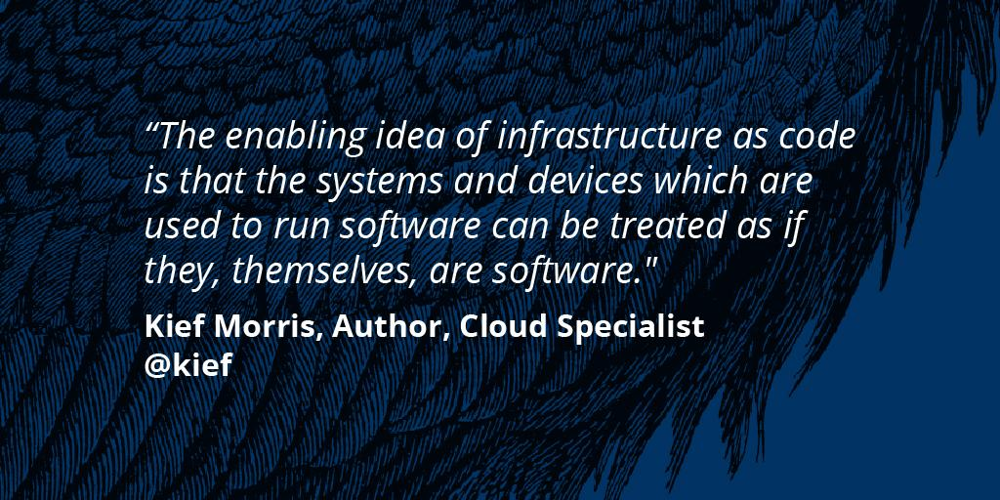 “The enabling idea of infrastructure as code
is that the systems and devices which are
used to run software can be treated as if
they, themselves, are software."
Kief Morris, Author, Cloud Specialist
@kief